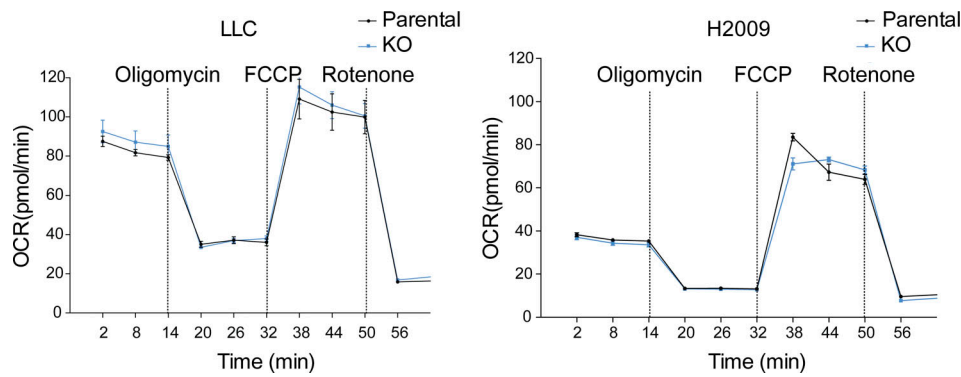 LLC
Parental
KO
Oligomycin FCCP Rotenone
OCR(pmol/min)
120
100
80
60
40
20
0
2 8 14 20 26 32 38 44 50 56
Time (min)
H2009
Parental
KO
Oligomycin FCCP Rotenone
OCR(pmol/min)
120
100
80
60
40
20
0
2 8 14 20 26 32 38 44 50 56
Time (min)